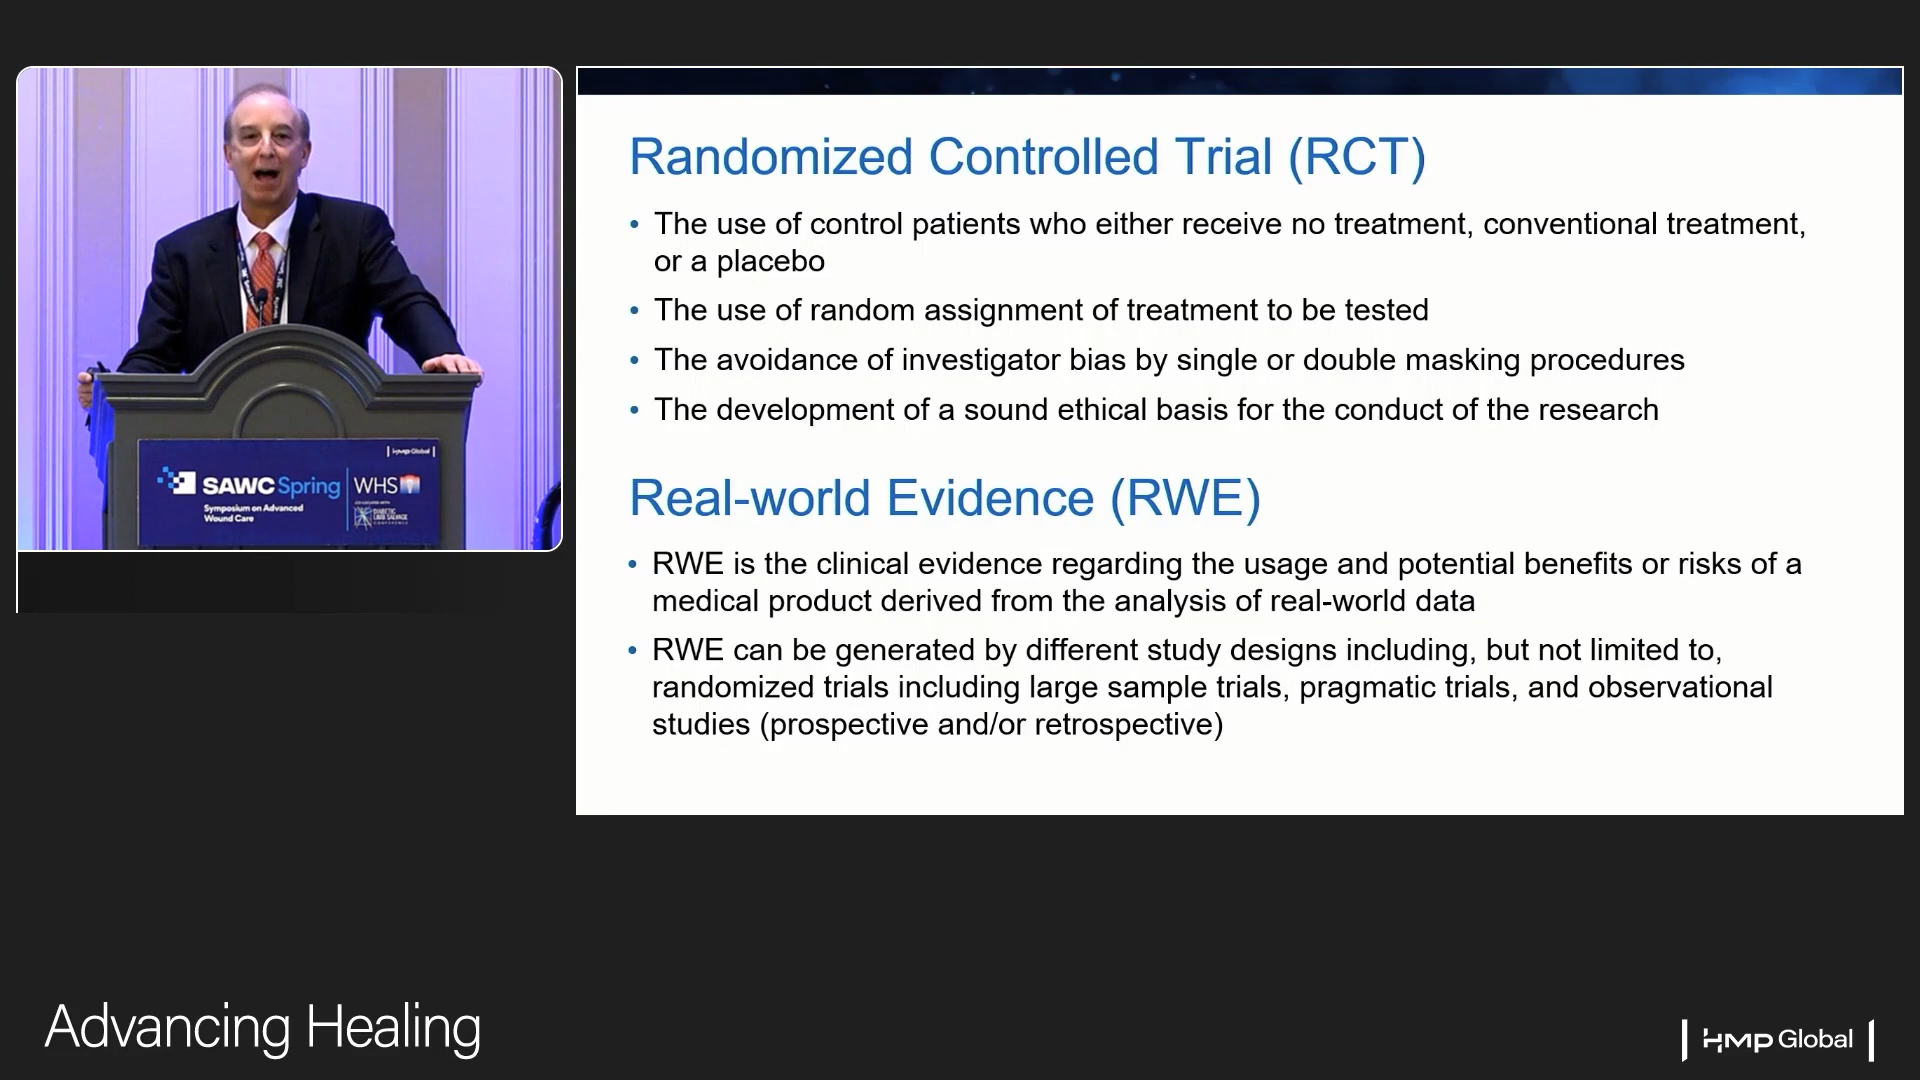 Randomized Controlled Trial (RCT)
• The use of control patients who either receive no treatment, conventional treatment,
or a placebo
• The use of random assignment of treatment to be tested
• The avoidance of investigator bias by single or double masking procedures
• The development of a sound ethical basis for the conduct of the research
Real-world Evidence (RWE)
• RWE is the clinical evidence regarding the usage and potential benefits or risks of a
medical product derived from the analysis of real-world data
• RWE can be generated by different study designs including, but not limited to,
randomized trials including large sample trials, pragmatic trials, and observational
studies (prospective and/or retrospective)
HMP Global
SAWC Spring
Symposium on Advanced
Wound Care
WHS
DIABETIC
LIMB SALVAGE
CONFERENCE
Advancing Healing
HMP Global